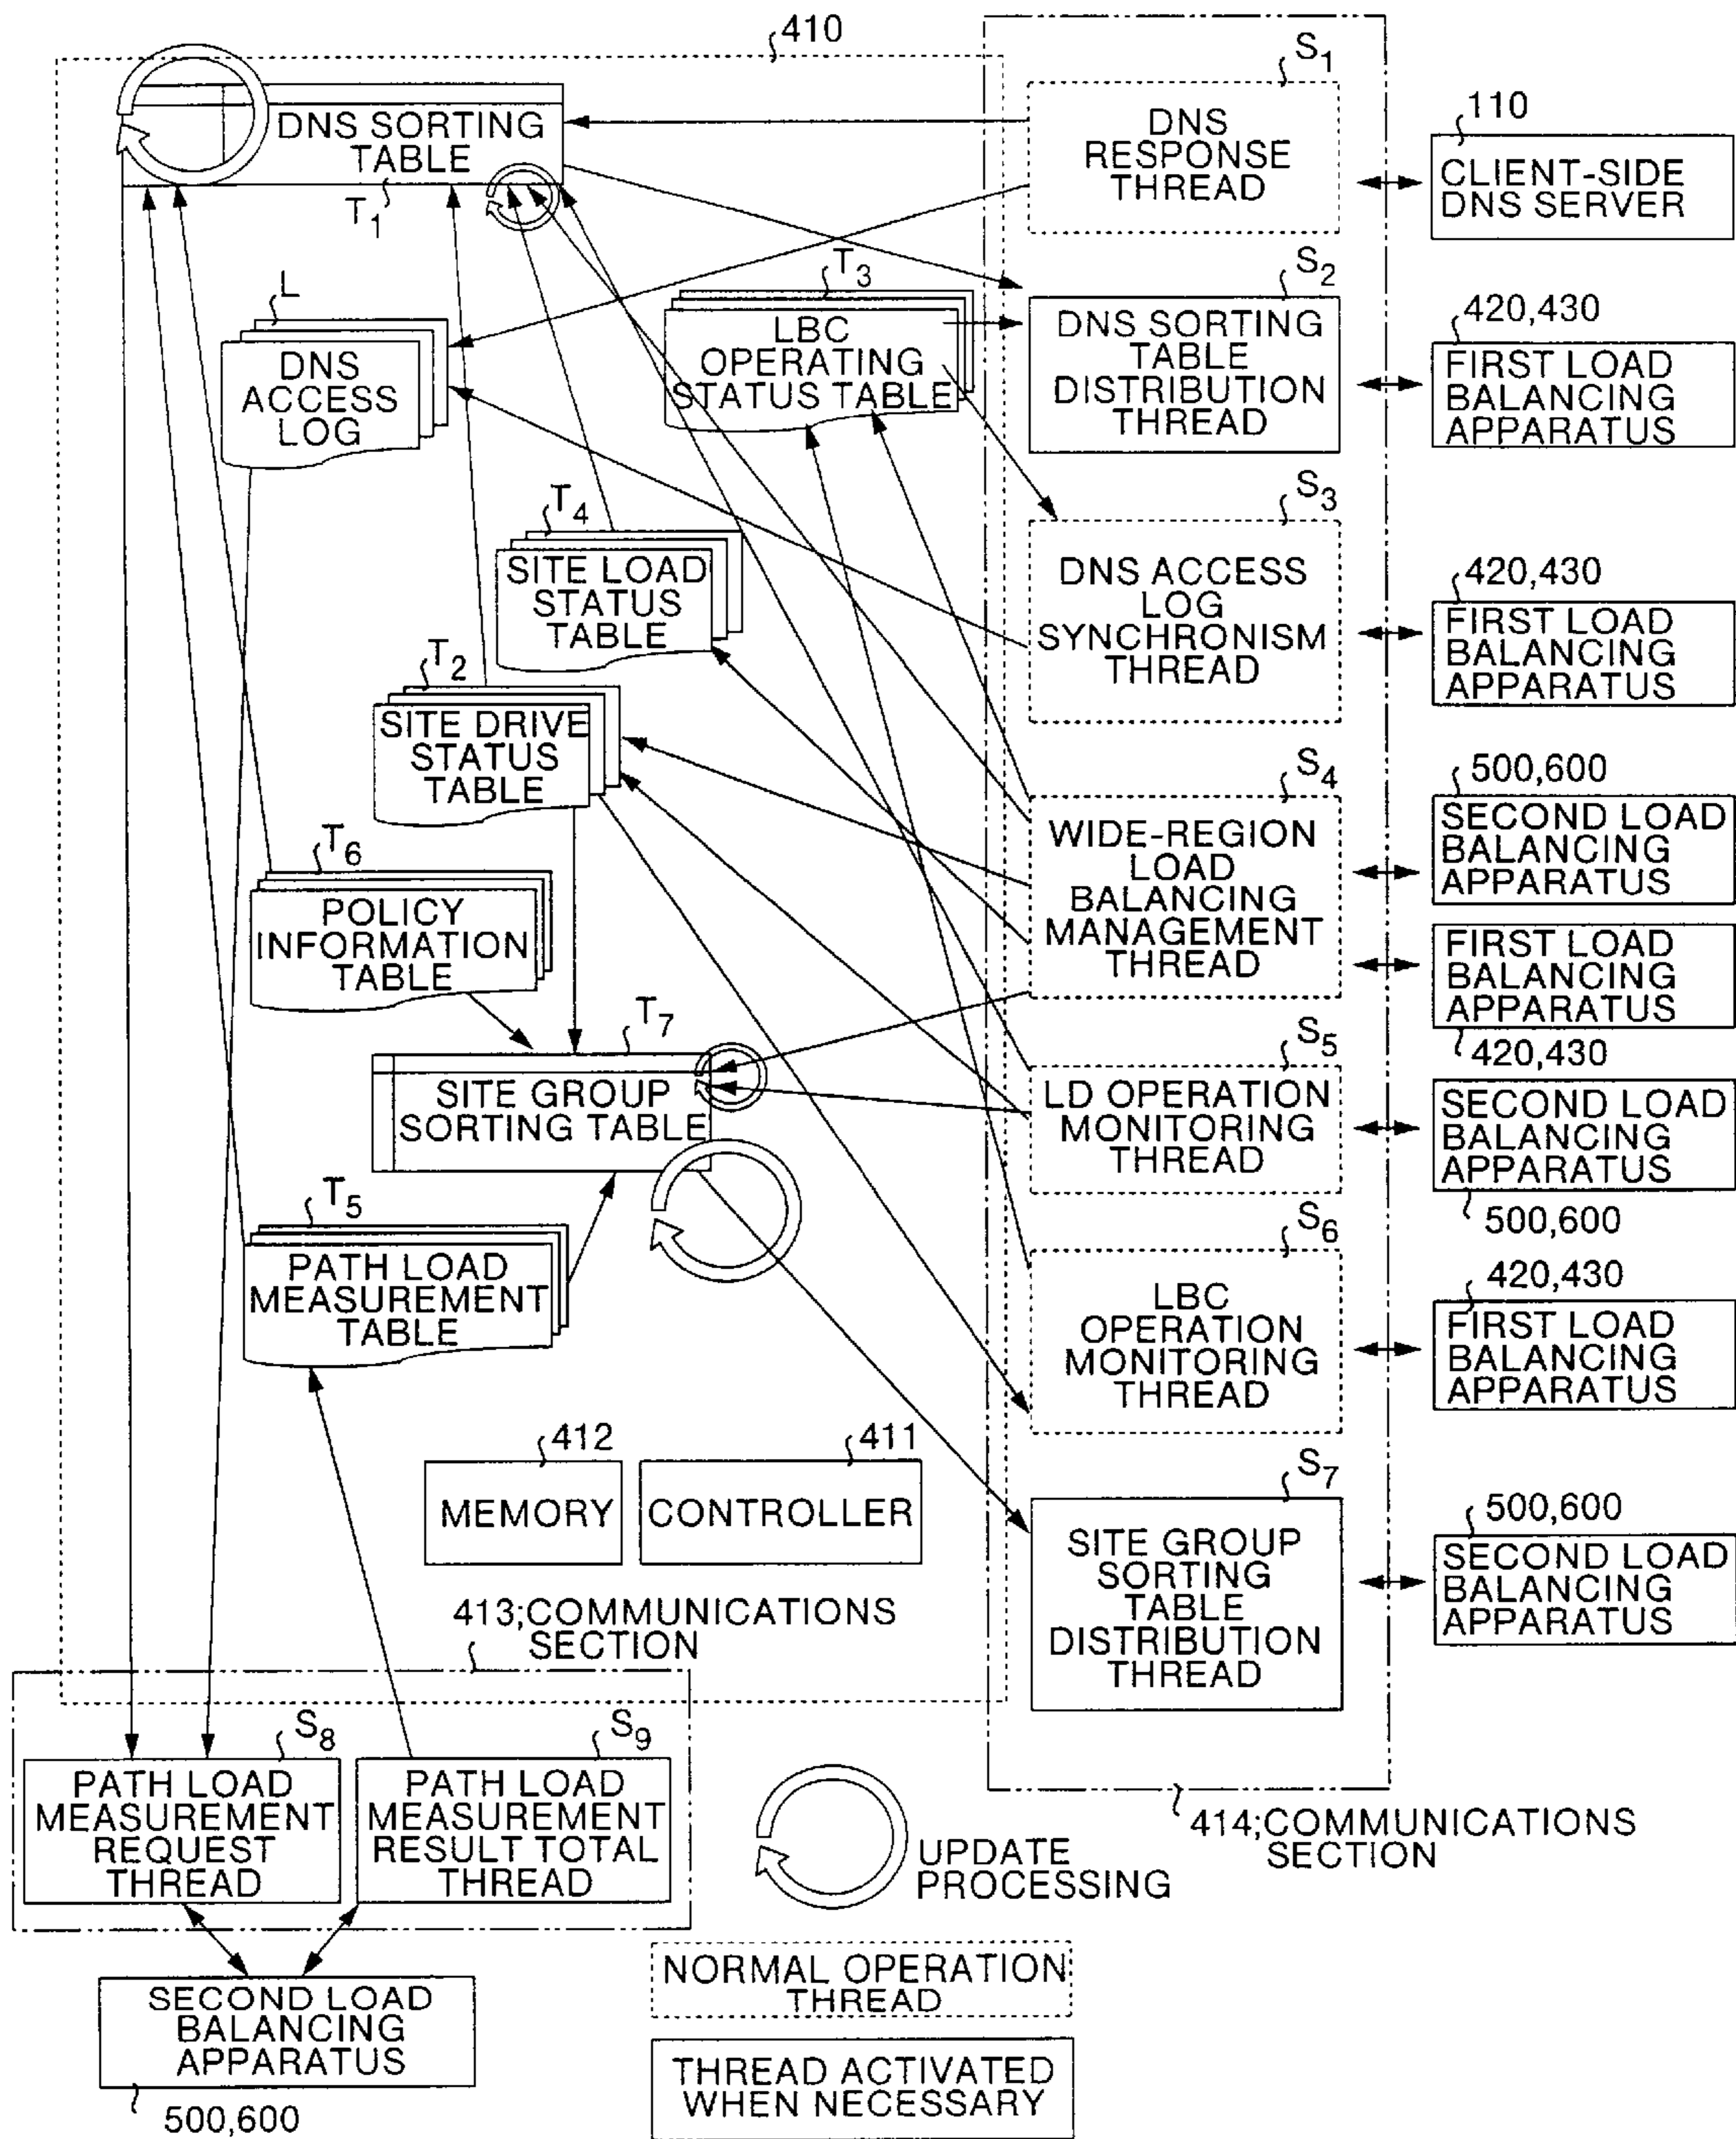 410
S1
DNS SORTING
TABLE
T1
DNS
RESPONSE
THREAD
110
CLIENT-SIDE
DNS SERVER
L
DNS
ACCESS
LOG
T3
LBC
OPERATING
STATUS TABLE
S2
DNS SORTING
TABLE
DISTRIBUTION
THREAD
420,430
FIRST LOAD
BALANCING
APPARATUS
T4
SITE LOAD
STATUS
TABLE
S3
DNS ACCESS
LOG
SYNCHRONISM
THREAD
420,430
FIRST LOAD
BALANCING
APPARATUS
T2
SITE DRIVE
STATUS
TABLE
S4
WIDE-REGION
LOAD
BALANCING
MANAGEMENT
THREAD
500,600
SECOND LOAD
BALANCING
APPARATUS
FIRST LOAD
BALANCING
APPARATUS
420,430
T6
POLICY
INFORMATION
TABLE
T7
SITE GROUP
SORTING TABLE
S5
LD OPERATION
MONITORING
THREAD
SECOND LOAD
BALANCING
APPARATUS
500,600
T5
PATH LOAD
MEASUREMENT
TABLE
S6
LBC
OPERATION
MONITORING
THREAD
420,430
FIRST LOAD
BALANCING
APPARATUS
412
MEMORY
411
CONTROLLER
S7
SITE GROUP
SORTING
TABLE
DISTRIBUTION
THREAD
500,600
SECOND LOAD
BALANCING
APPARATUS
413;COMMUNICATIONS
SECTION
S8
PATH LOAD
MEASUREMENT
REQUEST
THREAD
S9
PATH LOAD
MEASUREMENT
RESULT TOTAL
THREAD
414;COMMUNICATIONS
SECTION
UPDATE
PROCESSING
SECOND LOAD
BALANCING
APPARATUS
500,600
NORMAL OPERATION
THREAD
THREAD ACTIVATED
WHEN NECESSARY